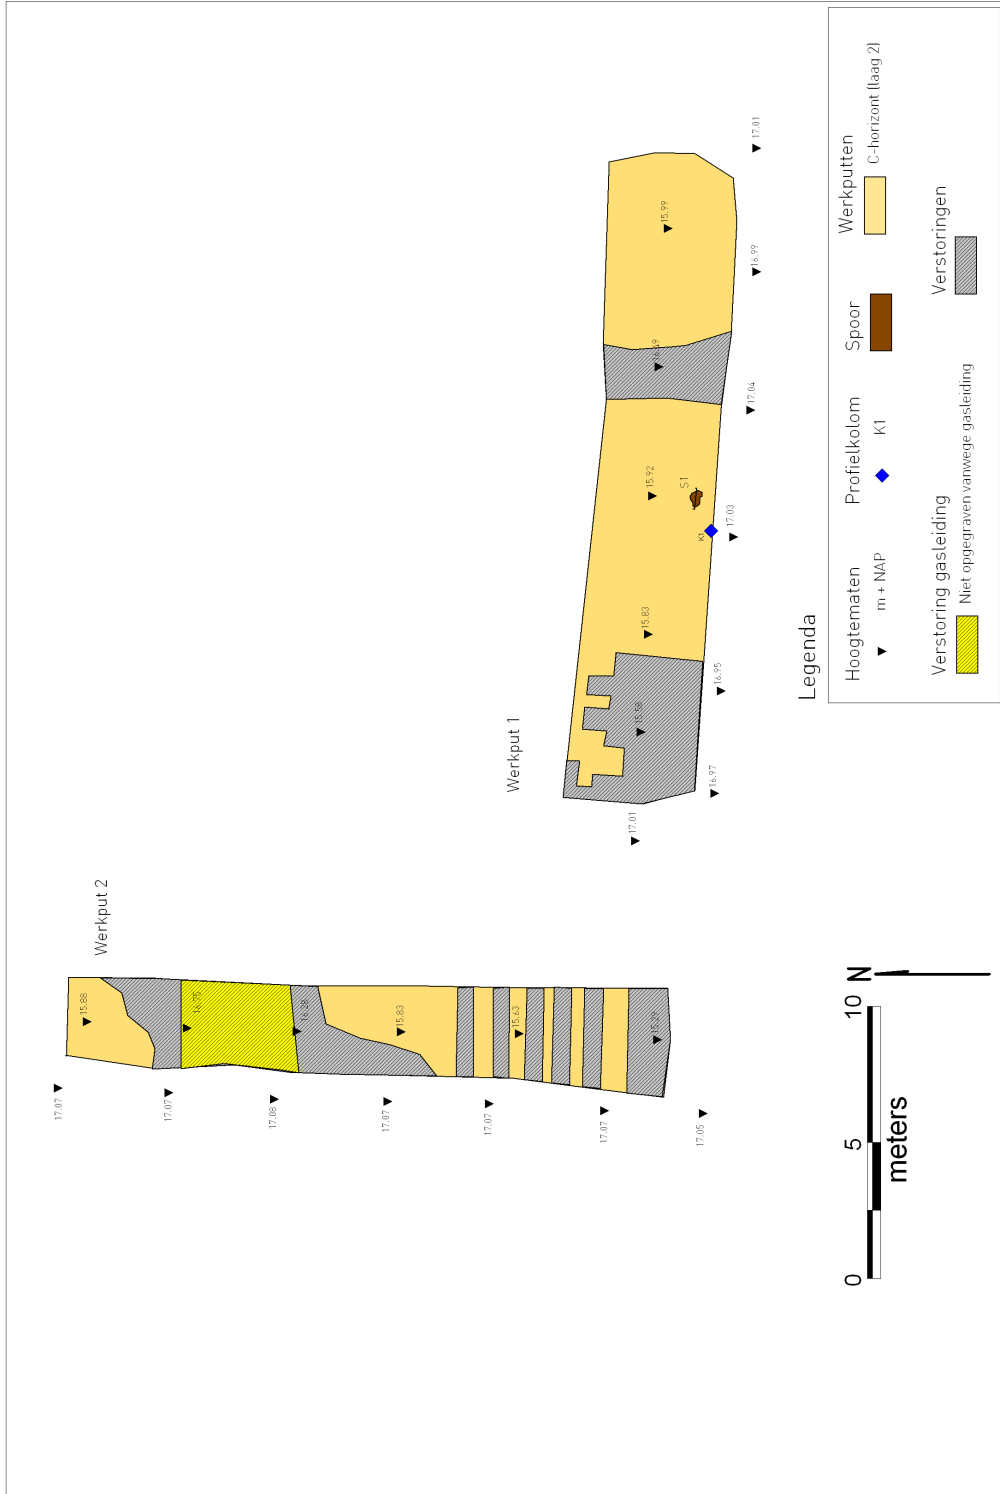 Werkput 2
17.07
17.07
17.08
17.07
17.07
17.07
17.05
15.88
16.75
16.28
15.83
15.63
15.29
Werkput 1
17.01
16.97
16.95
17.03
17.04
16.99
17.01
15.58
15.83
15.92
16.49
15.99
S1
K1
Legenda
Hoogtematen
m + NAP
Profielkolom
K1
Spoor
Werkputten
C-horizont (laag 2)
Verstoring gasleiding
Niet opgegraven vanwege gasleiding
Verstoringen
0 5 10
meters
N